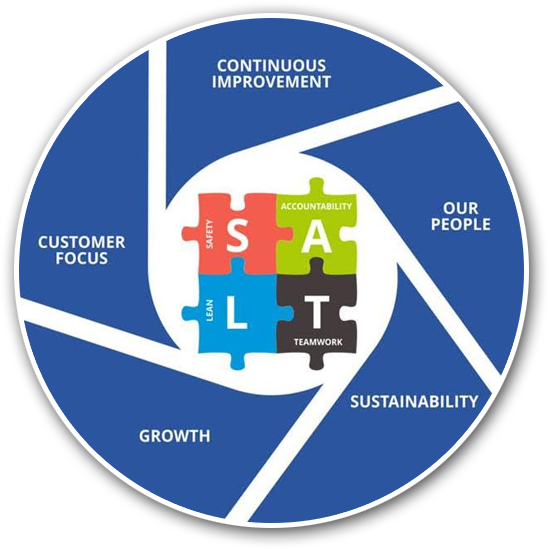 CONTINUOUS
IMPROVEMENT
OUR
PEOPLE
CUSTOMER
FOCUS
SAFETY
S
ACCOUNTABILITY
A
LEAN
L
T
TEAMWORK
SUSTAINABILITY
GROWTH